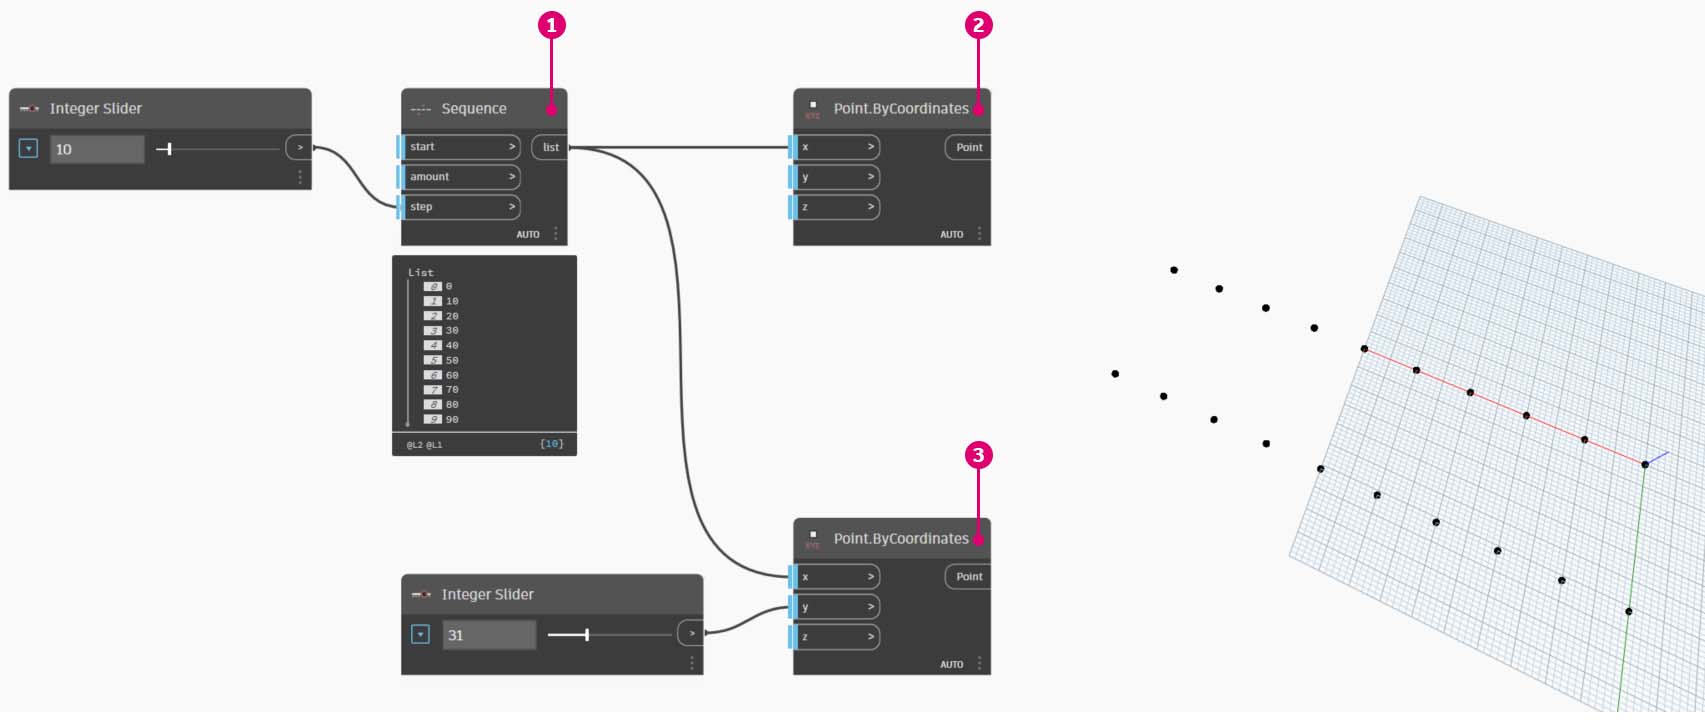 1
2
3
Integer Slider
10
>
Sequence
start >
list
amount >
step >
AUTO
List
0 0
1 10
2 20
3 30
4 40
5 50
6 60
7 70
8 80
9 90
@L2 @L1 {10}
XYZ
Point.ByCoordinates
x >
Point
y >
z >
AUTO
Integer Slider
31
>
XYZ
Point.ByCoordinates
x >
Point
y >
z >
AUTO